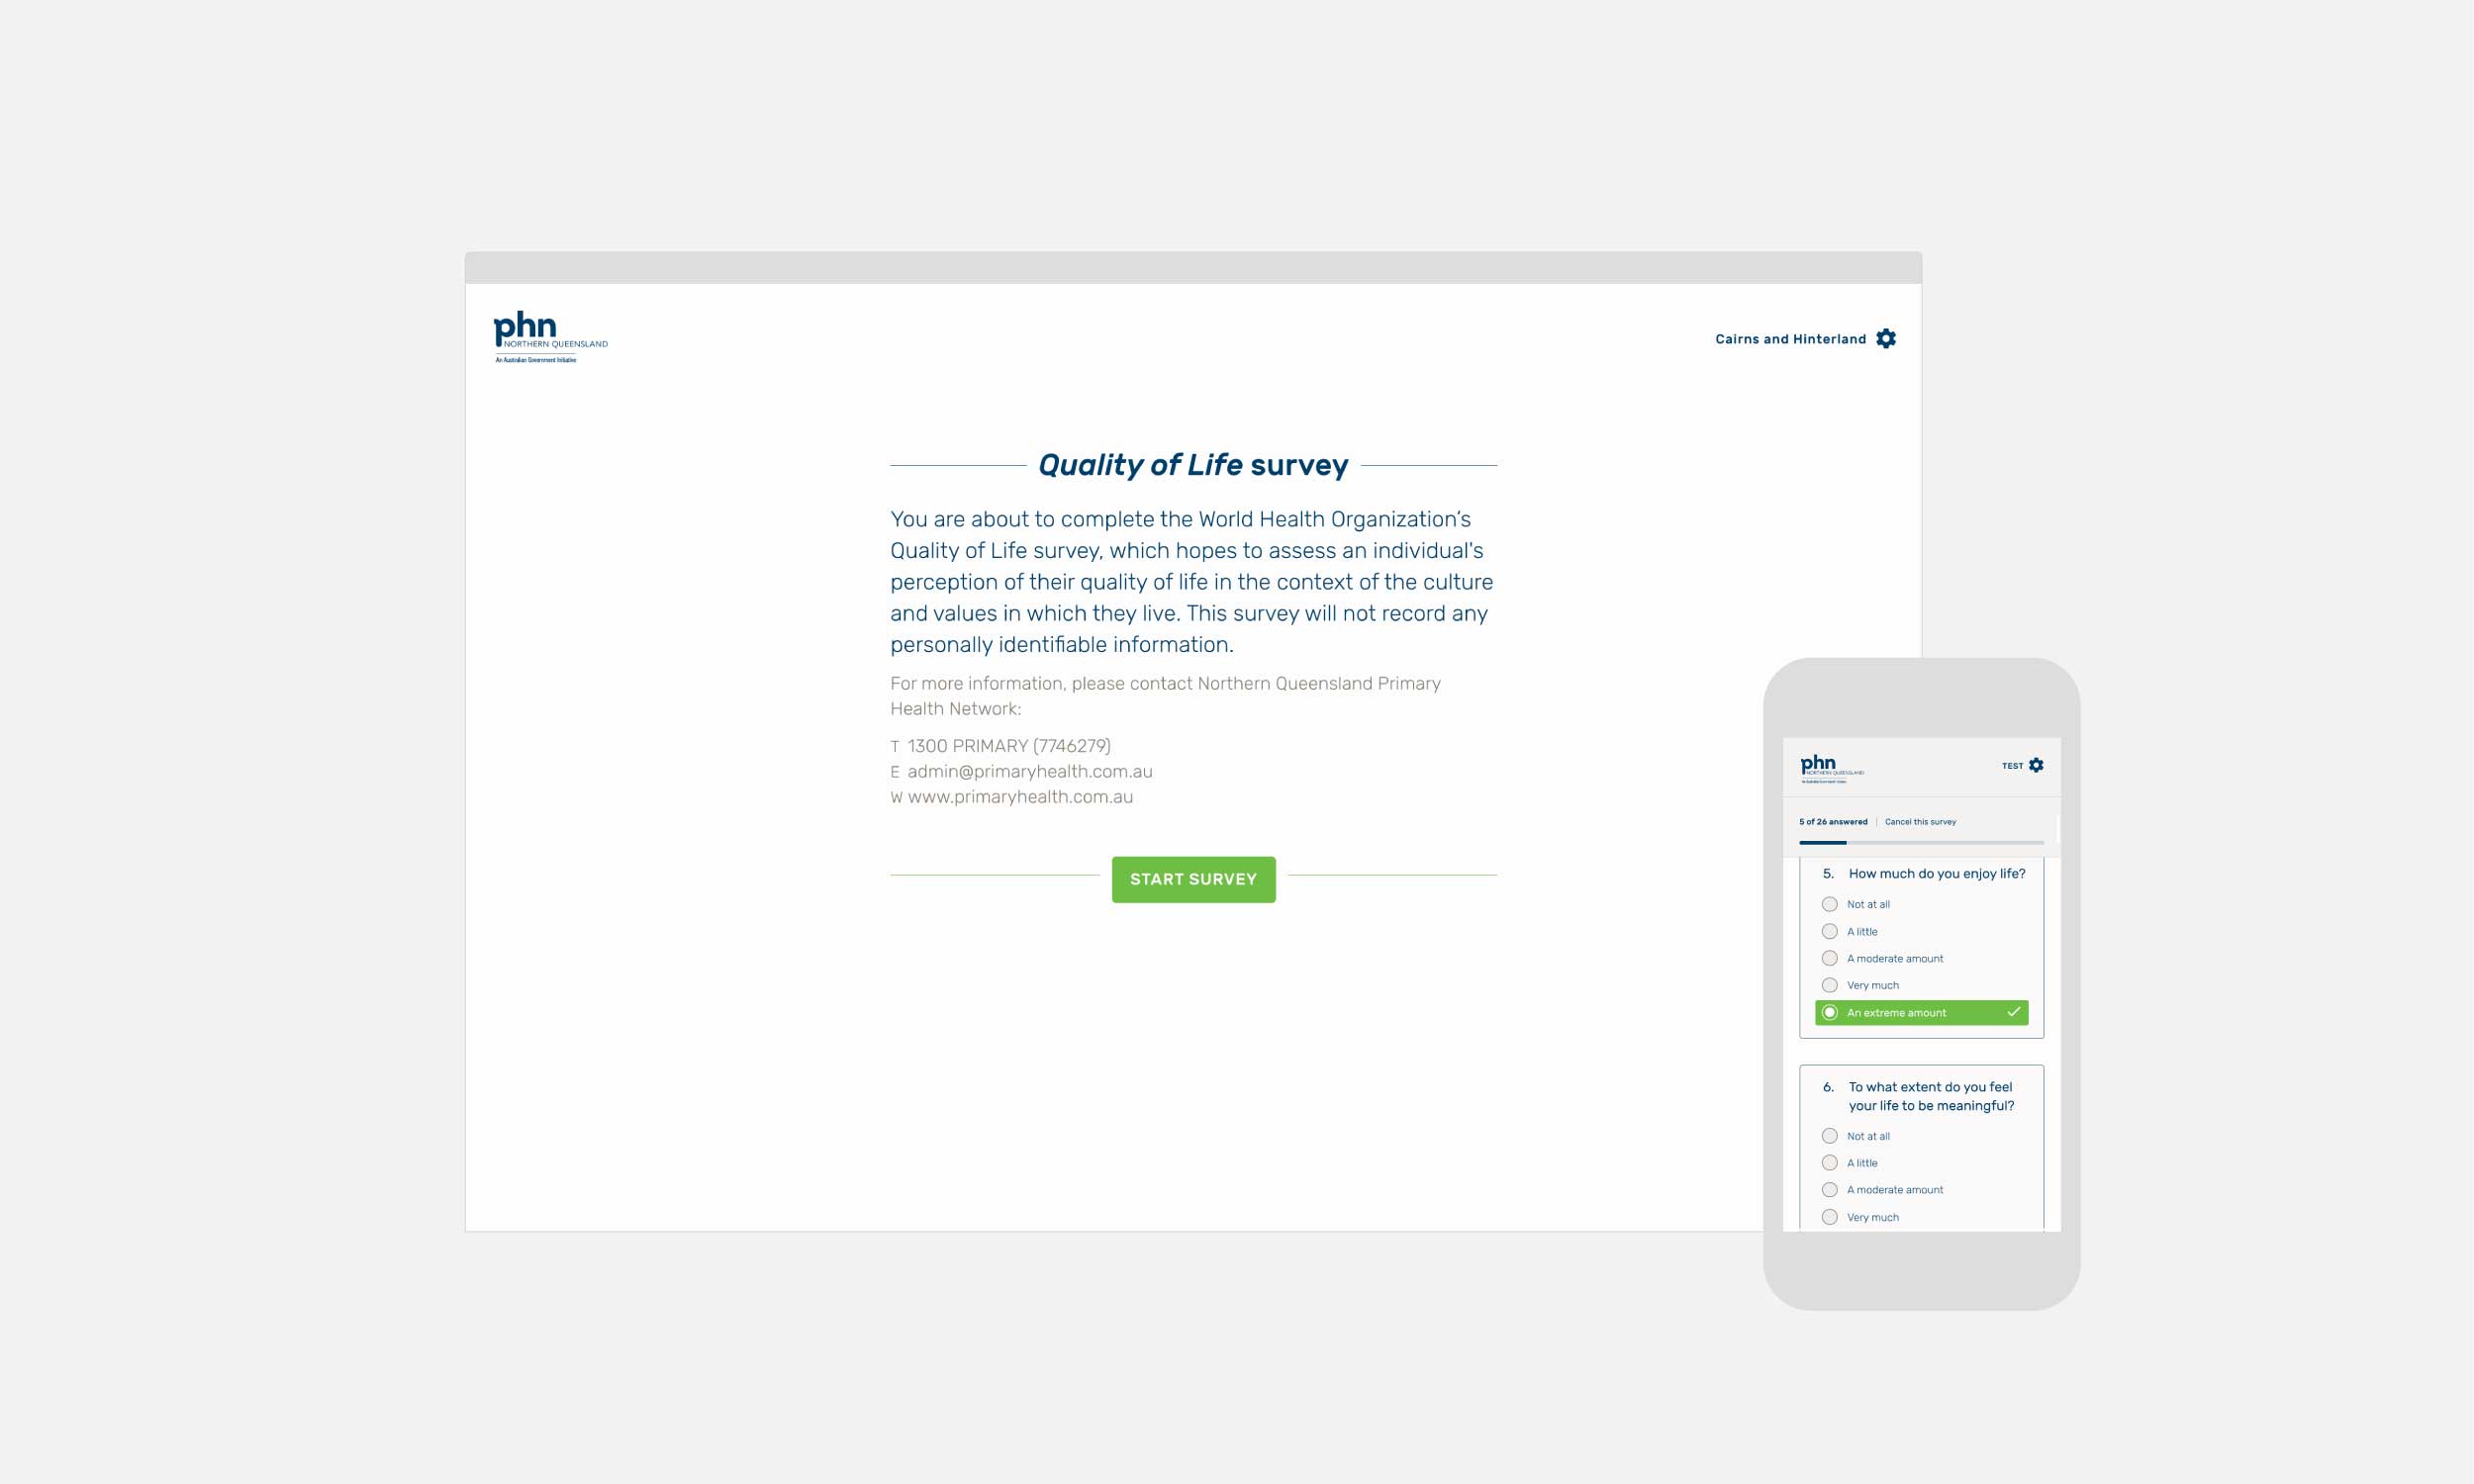 phn
NORTHERN QUEENSLAND
An Australian Government Initiative
Cairns and Hinterland
Quality of Life survey
You are about to complete the World Health Organization’s
Quality of Life survey, which hopes to assess an individual's
perception of their quality of life in the context of the culture
and values in which they live. This survey will not record any
personally identifiable information.
For more information, please contact Northern Queensland Primary
Health Network:
T 1300 PRIMARY (7746279)
E admin@primaryhealth.com.au
W www.primaryhealth.com.au
START SURVEY
phn
NORTHERN QUEENSLAND
An Australian Government Initiative
TEST
5 of 26 answered | Cancel this survey
5. How much do you enjoy life?
Not at all
A little
A moderate amount
Very much
An extreme amount
6. To what extent do you feel
your life to be meaningful?
Not at all
A little
A moderate amount
Very much